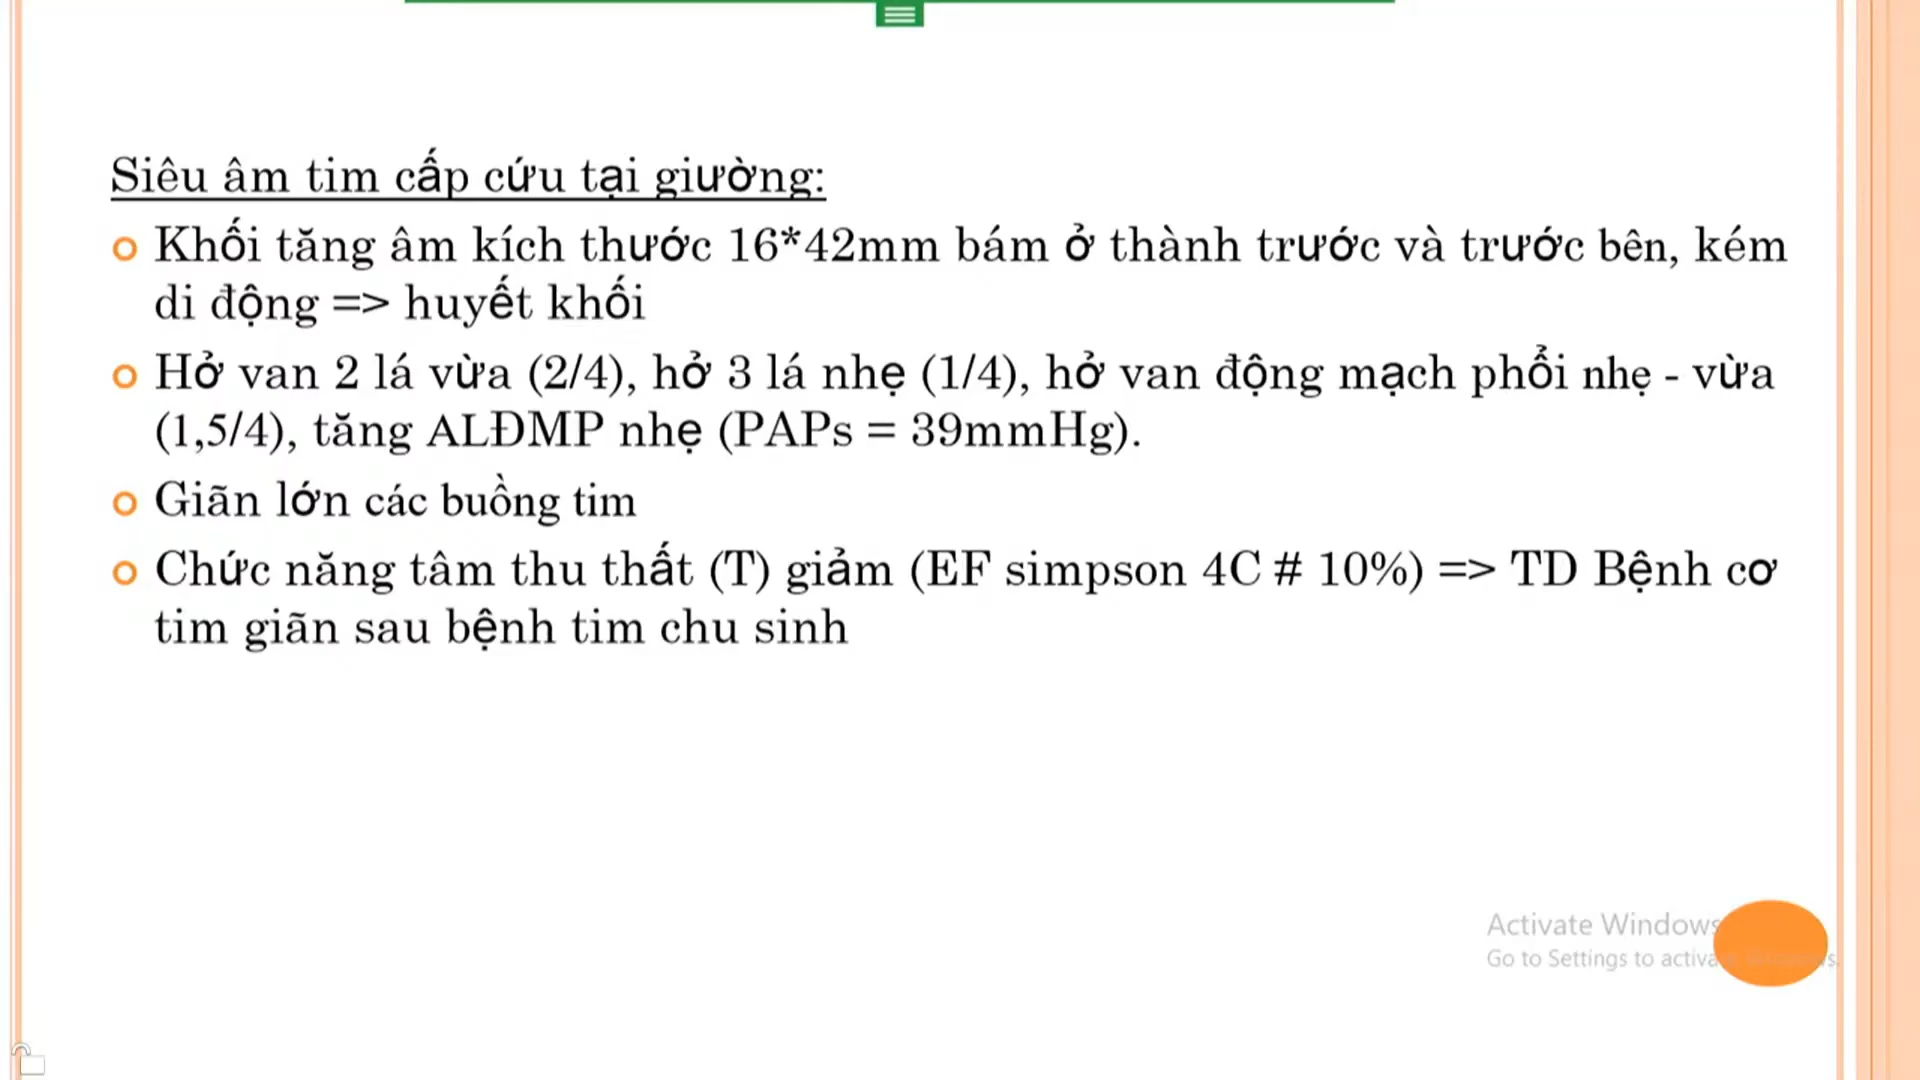 Siêu âm tim cấp cứu tại giường:
Khối tăng âm kích thước 16*42mm bám ở thành trước và trước bên, kém
di động => huyết khối
Hở van 2 lá vừa (2/4), hở 3 lá nhẹ (1/4), hở van động mạch phổi nhẹ - vừa
(1,5/4), tăng ALĐMP nhẹ (PAPs = 39mmHg).
Giãn lớn các buồng tim
Chức năng tâm thu thất (T) giảm (EF simpson 4C # 10%) => TD Bệnh cơ
tim giãn sau bệnh tim chu sinh
Activate Windows
Go to Settings to activate Windows.